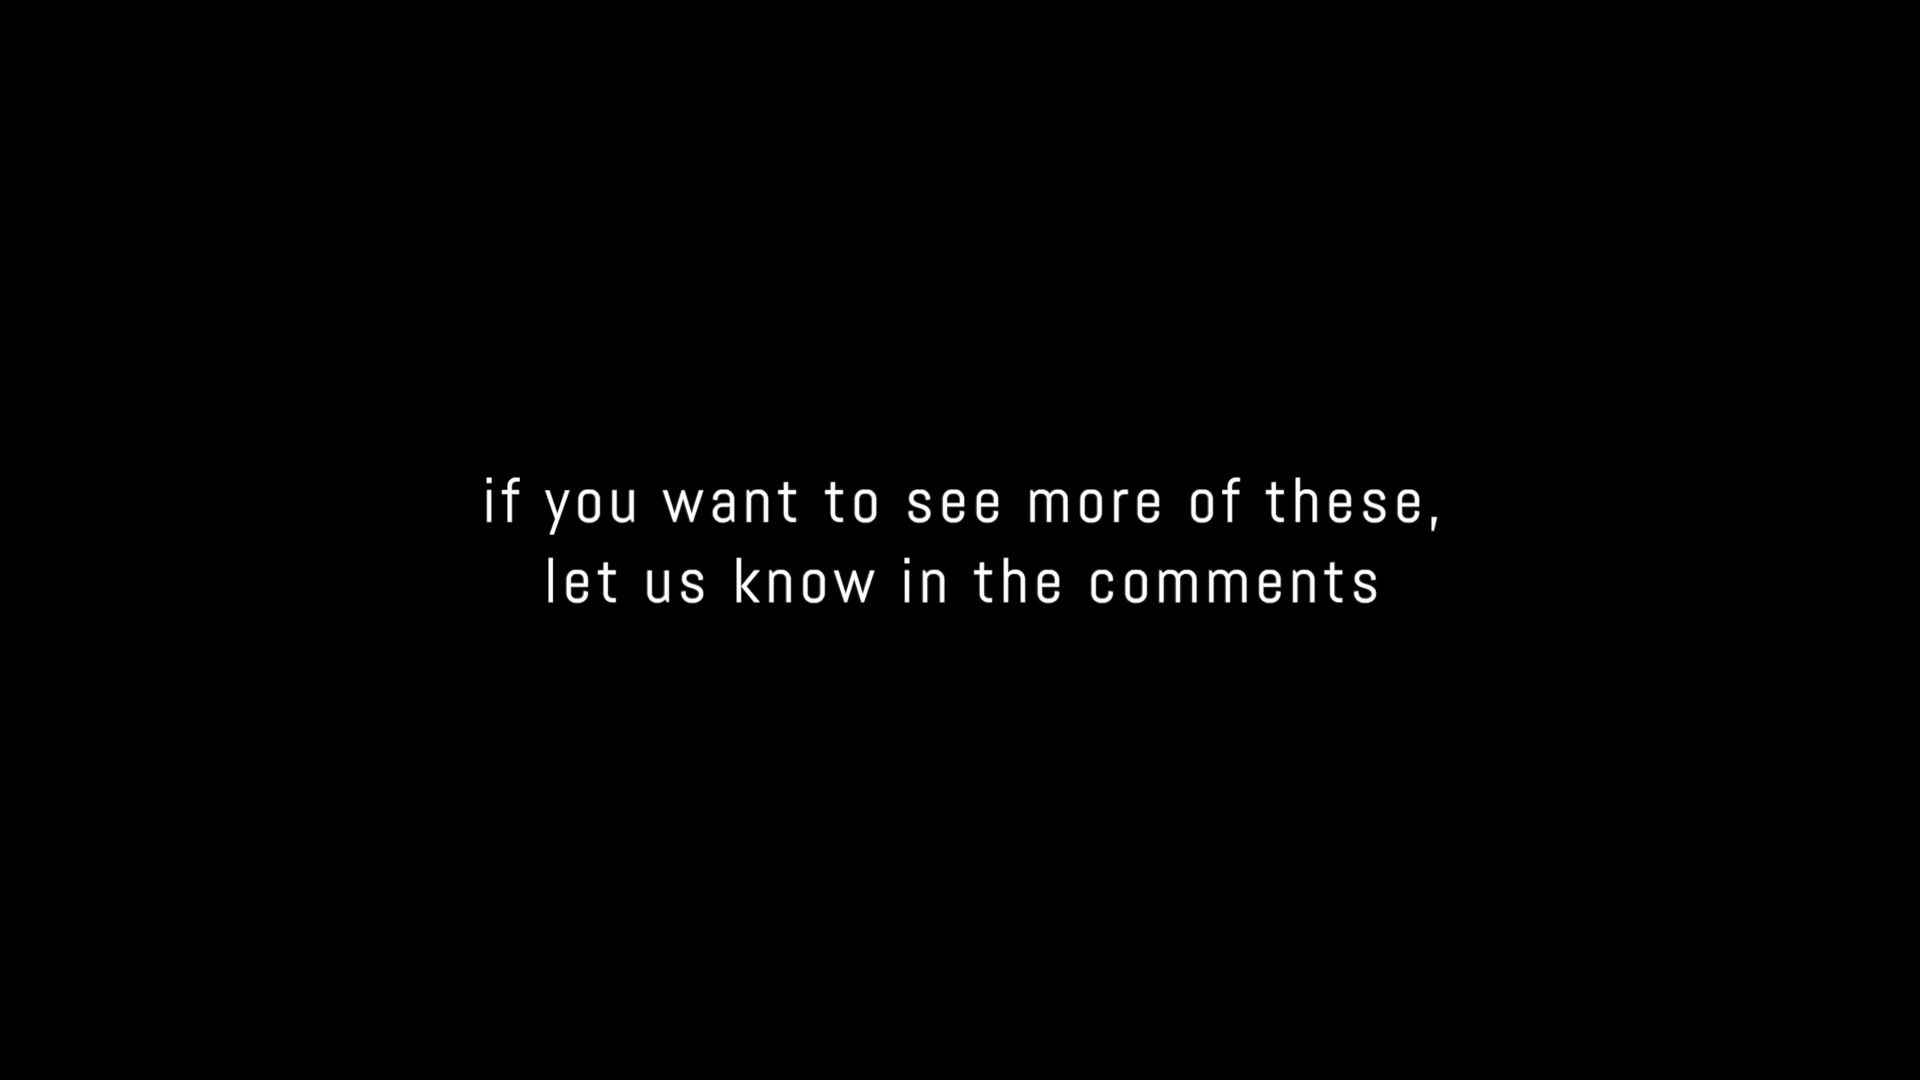 if you want to see more of these,
let us know in the comments